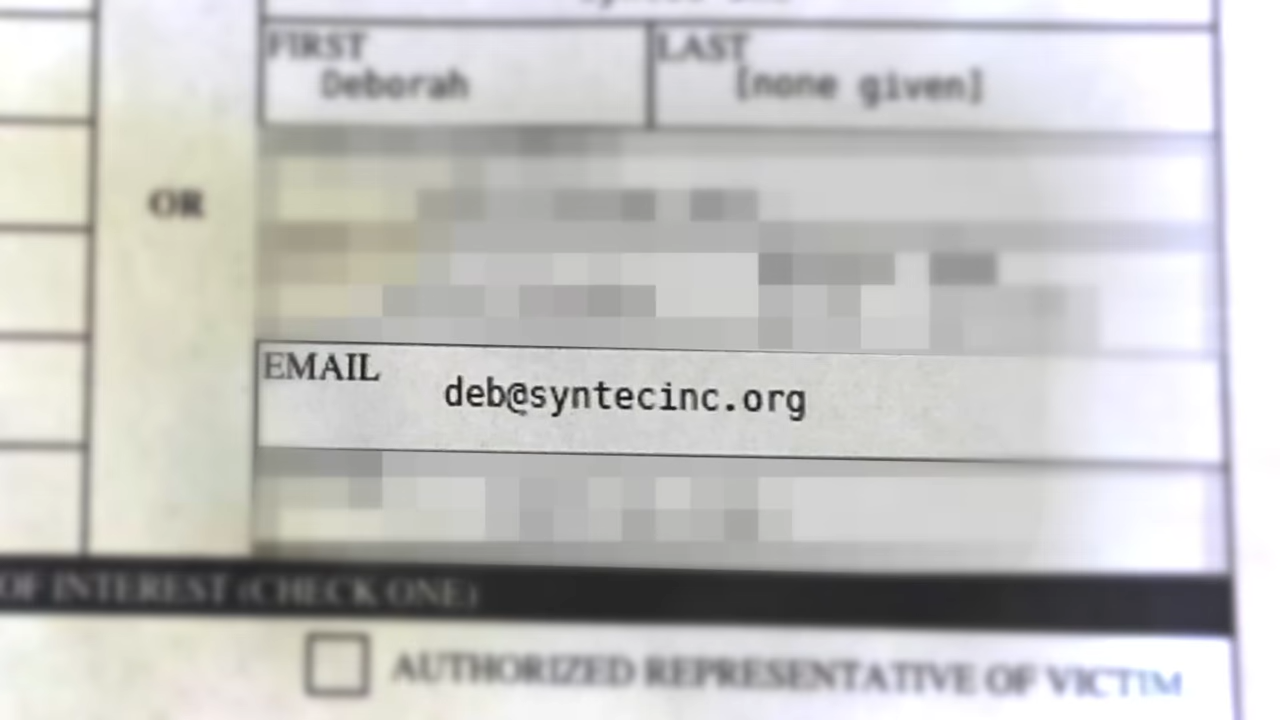 FIRST
LAST
Deborah
[none given]
OR
EMAIL
deb@syntecinc.org
OF INTEREST (CHECK ONE)
AUTHORIZED REPRESENTATIVE OF VICTIM